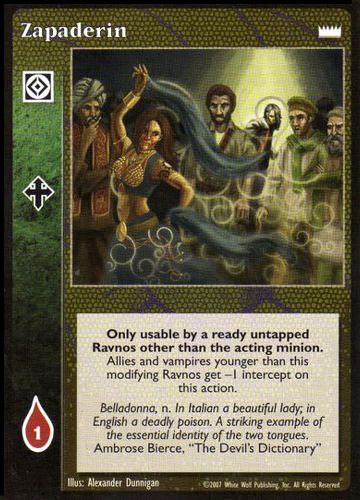 Zapaderin
Only usable by a ready untapped
Ravnos other than the acting minion.
Allies and vampires younger than this
modifying Ravnos get –1 intercept on
this action.
Belladonna, n. In Italian a beautiful lady; in
English a deadly poison. A striking example of
the essential identity of the two tongues.
Ambrose Bierce, "The Devil's Dictionary"
1
Illus: Alexander Dunnigan
©2007 White Wolf Publishing, Inc. All Rights Reserved.